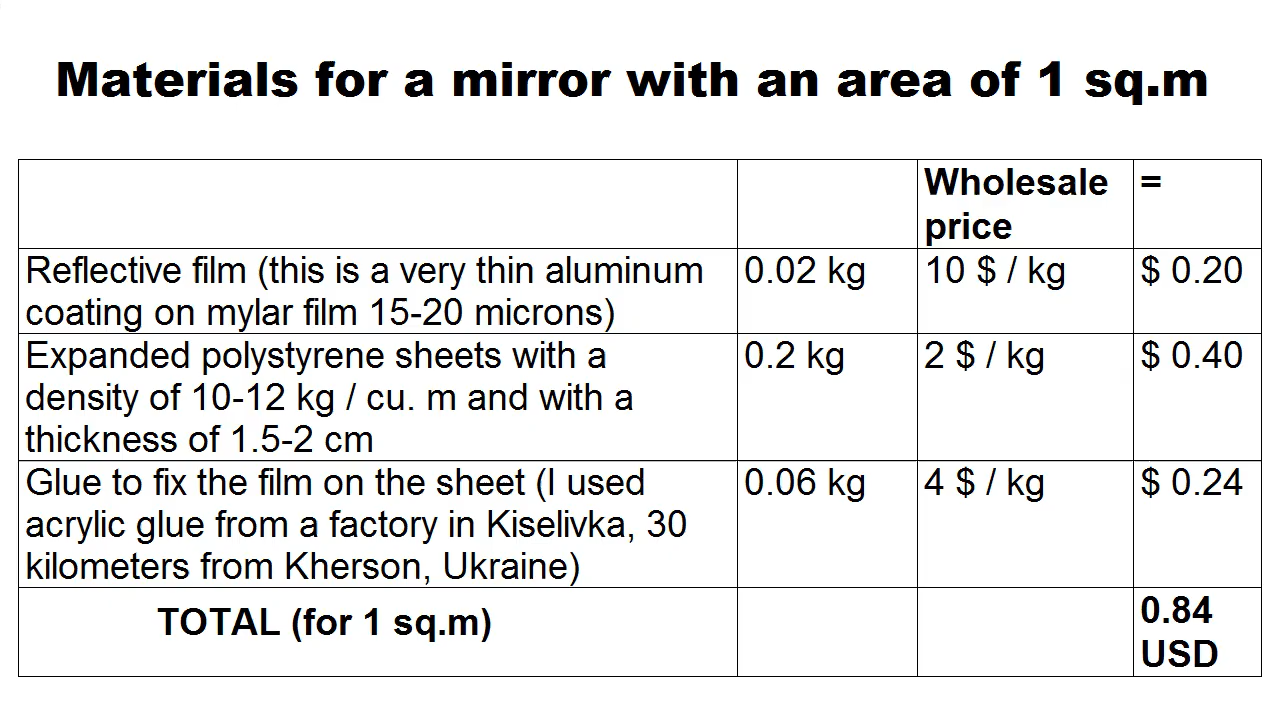 Materials for a mirror with an area of 1 sq.m
Wholesale
price
=
Reflective film (this is a very thin aluminum
coating on mylar film 15-20 microns)
0.02 kg
10 $ / kg
$ 0.20
Expanded polystyrene sheets with a
density of 10-12 kg / cu. m and with a
thickness of 1.5-2 cm
0.2 kg
2 $ / kg
$ 0.40
Glue to fix the film on the sheet (I used
acrylic glue from a factory in Kiselivka, 30
kilometers from Kherson, Ukraine)
0.06 kg
4 $ / kg
$ 0.24
TOTAL (for 1 sq.m)
0.84
USD